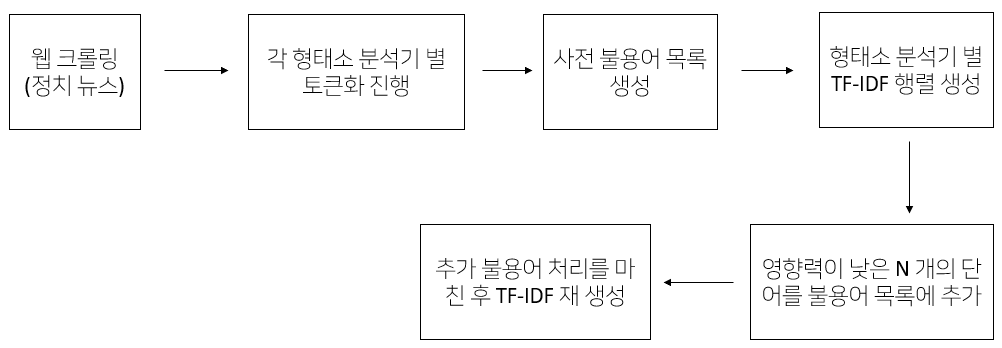 웹 크롤링
(정치 뉴스)
각 형태소 분석기 별
토큰화 진행
사전 불용어 목록
생성
형태소 분석기 별
TF-IDF 행렬 생성
영향력이 낮은 N 개의 단
어를 불용어 목록에 추가
추가 불용어 처리를 마
친 후 TF-IDF 재 생성